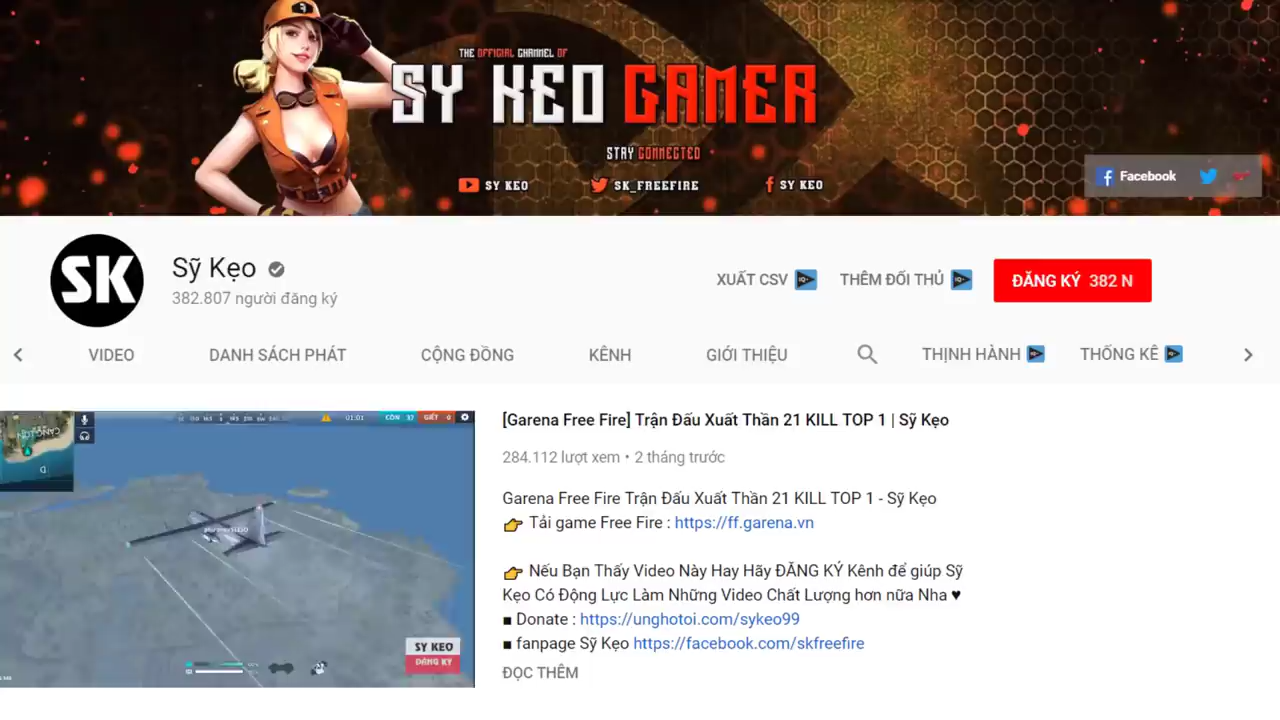 THE OFFICIAL CHANNEL OF
SY KEO GAMER
STAY CONNECTED
SY KEO
SK_FREEFIRE
SY KEO
Facebook
SK
Sỹ Kẹo
382.807 người đăng ký
XUẤT CSV
THÊM ĐỐI THỦ
ĐĂNG KÝ 382 N
VIDEO
DANH SÁCH PHÁT
CỘNG ĐỒNG
KÊNH
GIỚI THIỆU
THỊNH HÀNH
THỐNG KÊ
01:01
CÒN 37
GIẾT 0
SY KEO
ĐĂNG KÝ
[Garena Free Fire] Trận Đấu Xuất Thần 21 KILL TOP 1 | Sỹ Kẹo
284.112 lượt xem • 2 tháng trước
Garena Free Fire Trận Đấu Xuất Thần 21 KILL TOP 1 - Sỹ Kẹo
👉 Tải game Free Fire : https://ff.garena.vn
👉 Nếu Bạn Thấy Video Này Hay Hãy ĐĂNG KÝ Kênh để giúp Sỹ
Kẹo Có Động Lực Làm Những Video Chất Lượng hơn nữa Nha ♥
■ Donate : https://unghotoi.com/sykeo99
■ fanpage Sỹ Kẹo https://facebook.com/skfreefire
ĐỌC THÊM